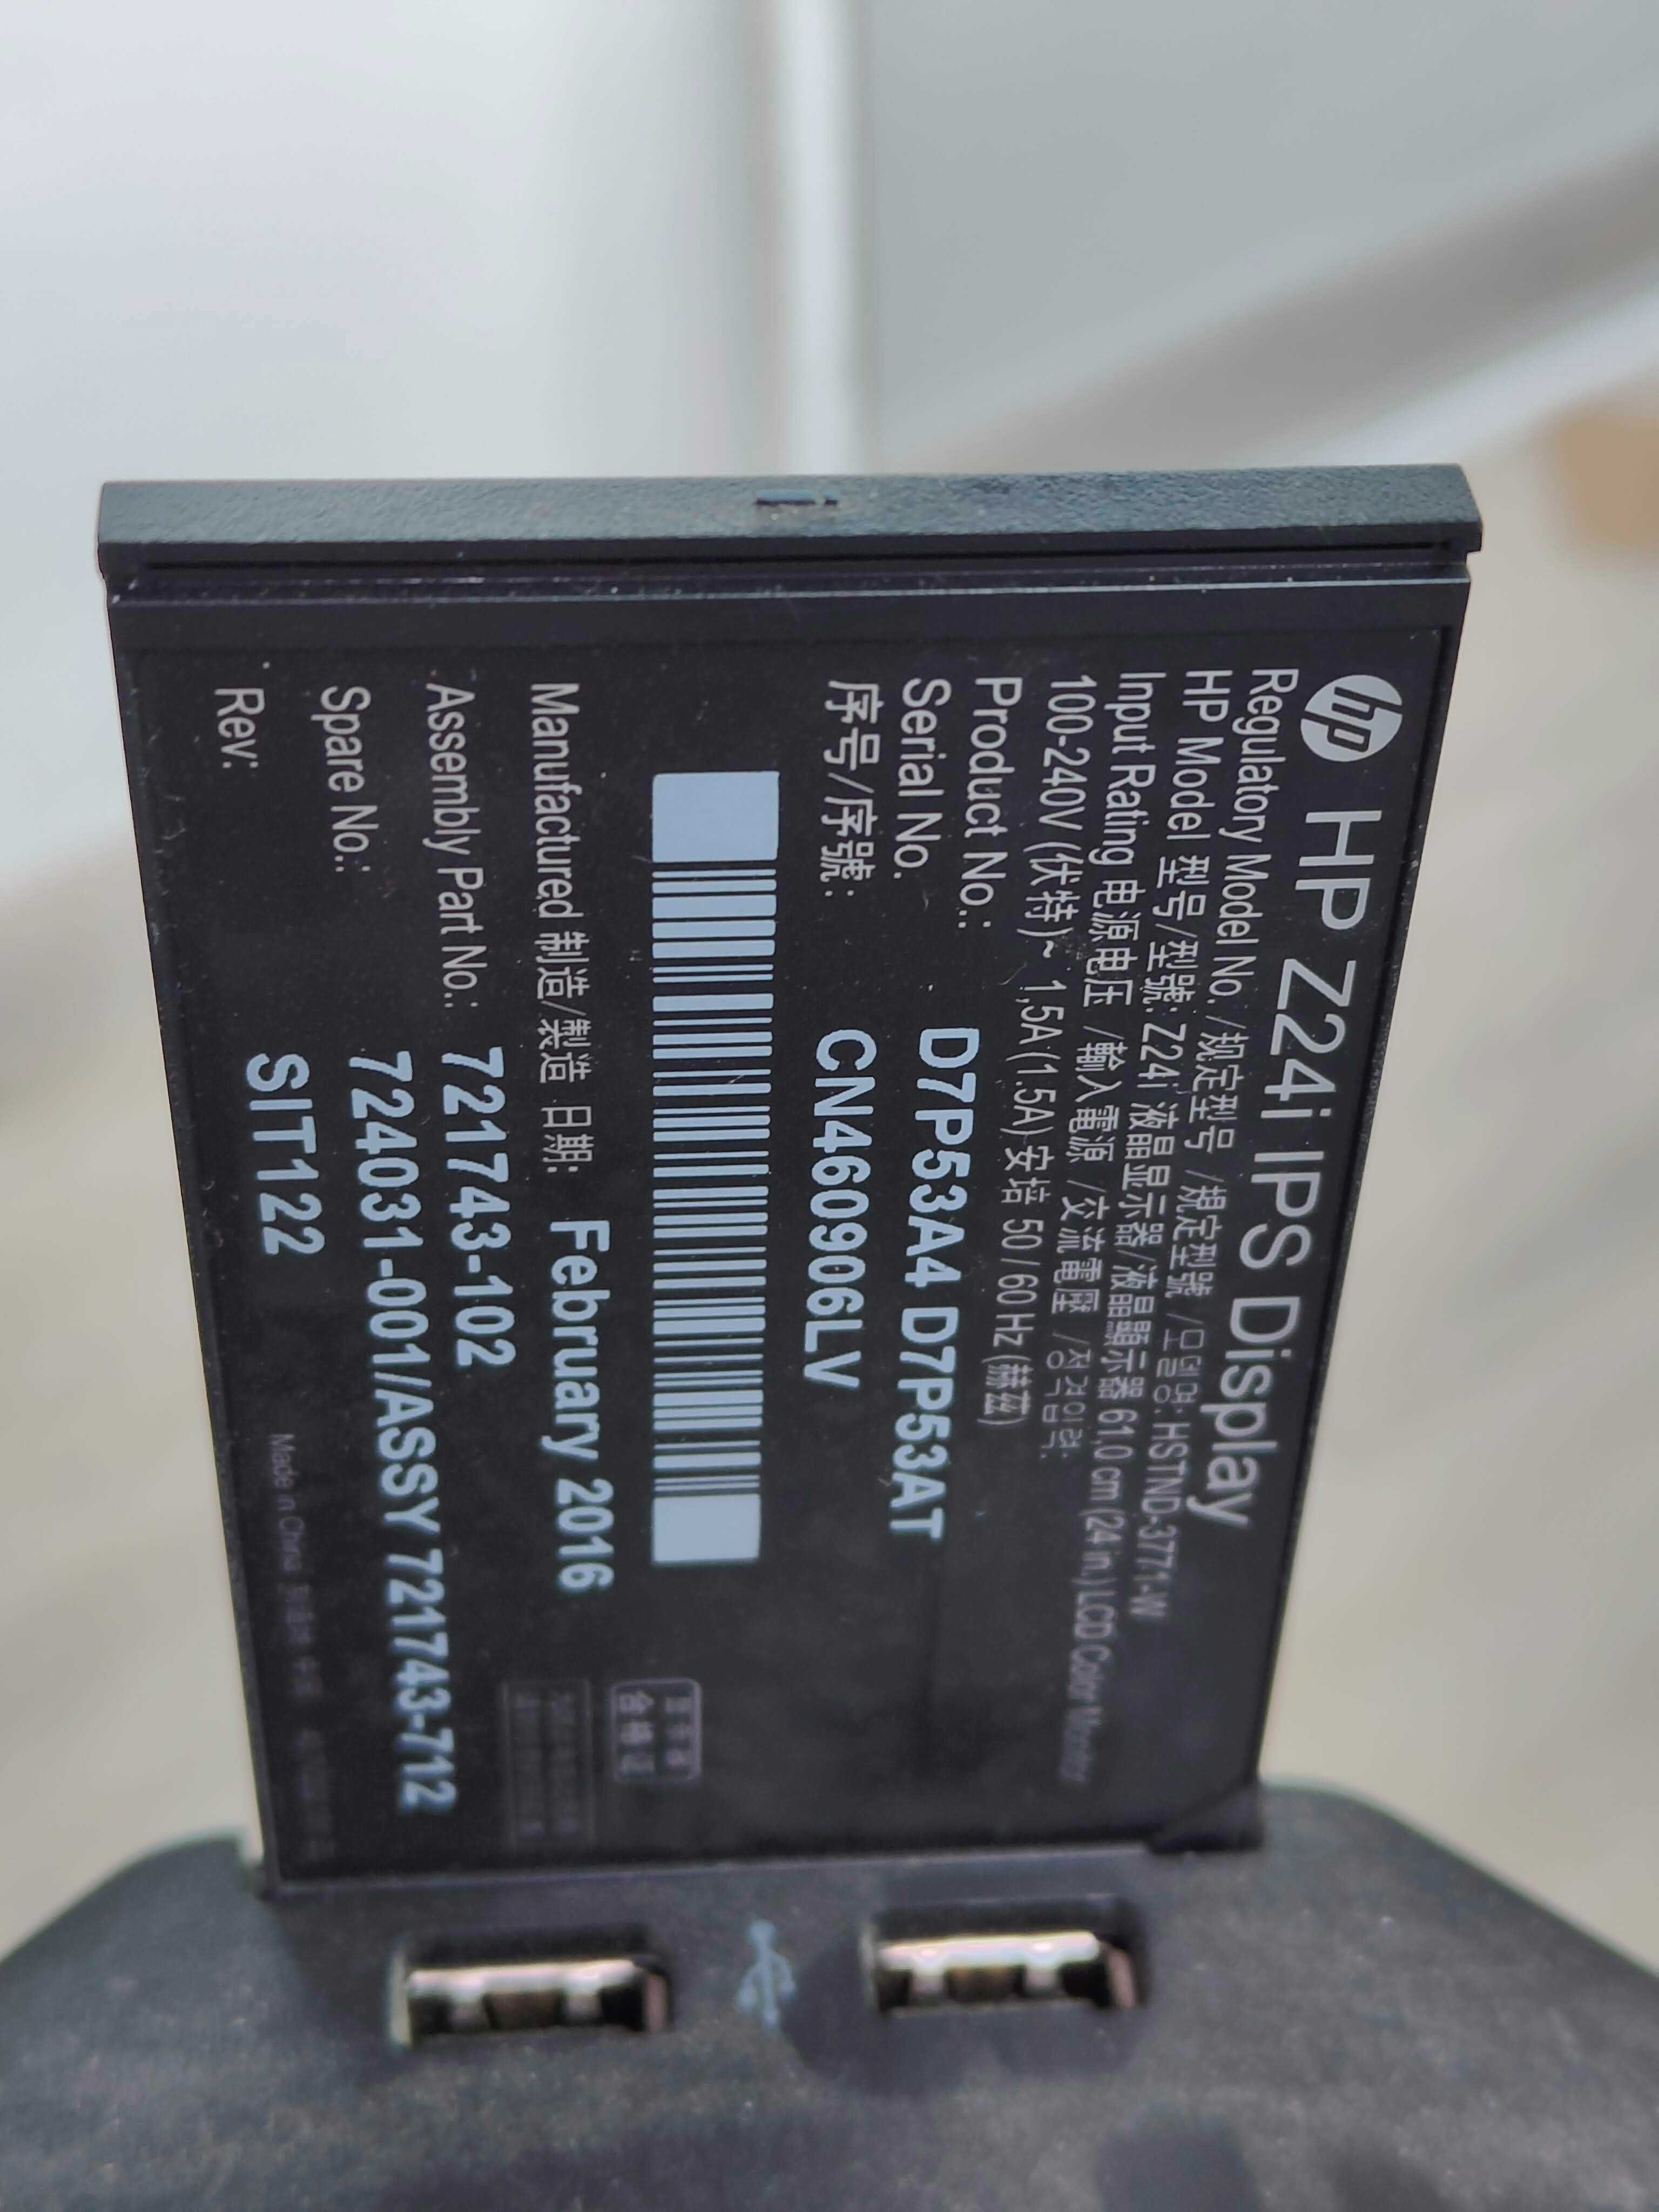 hp HP Z24i IPS Display
Regulatory Model No. /规定型号 /規定型號 /모델명: HSTND-3771-W
HP Model 型号/型號: Z24i 液晶显示器/液晶顯示器 61,0 cm (24 in,) LCD Color Monitor
Input Rating 电源电压 /輸入電源 /交流電壓 /정격입력:
100-240V (伏特)~ 1,5A(1.5A) 安培 50 / 60 Hz (赫兹)
Product No.: D7P53A4 D7P53AT
Serial No.
序号/序號: CN460906LV
Manufactured 制造/製造 日期: February 2016
合格证
Assembly Part No.: 721743-102
Spare No.: 724031-001/ASSY 721743-712
Rev: SIT122
Made in China